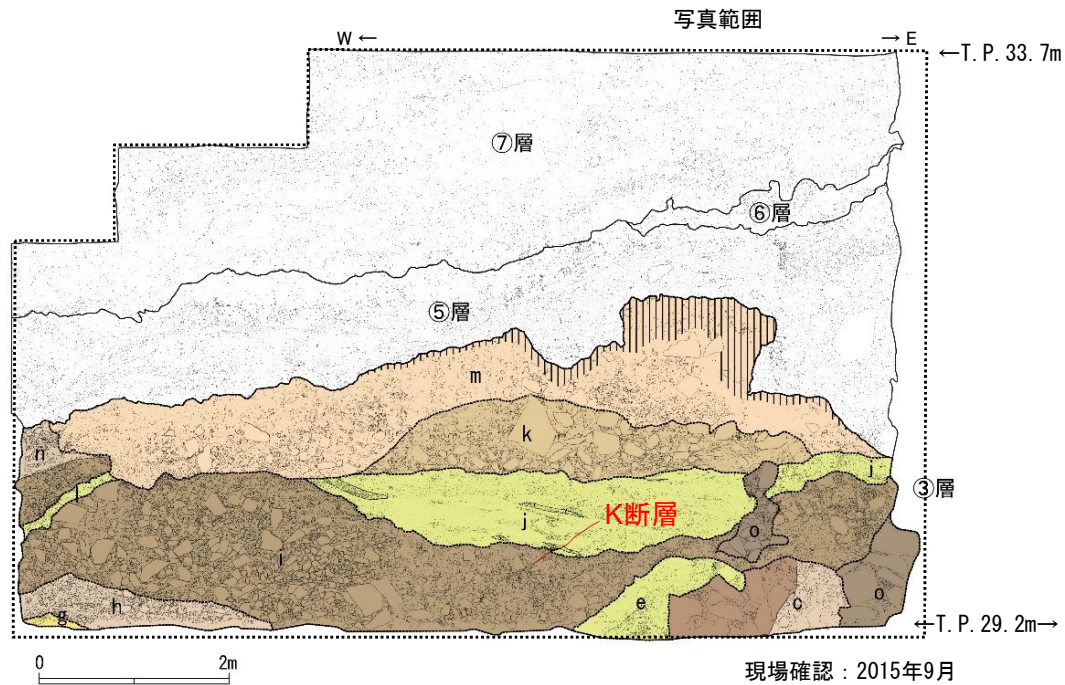 写真範囲
W ←
→ E
←T.P.33.7m
⑦層
⑥層
⑤層
m
k
n
j
l
③層
K断層
j
o
i
h
e
c
o
g
←T.P.29.2m→
0 2m
現場確認：2015年9月